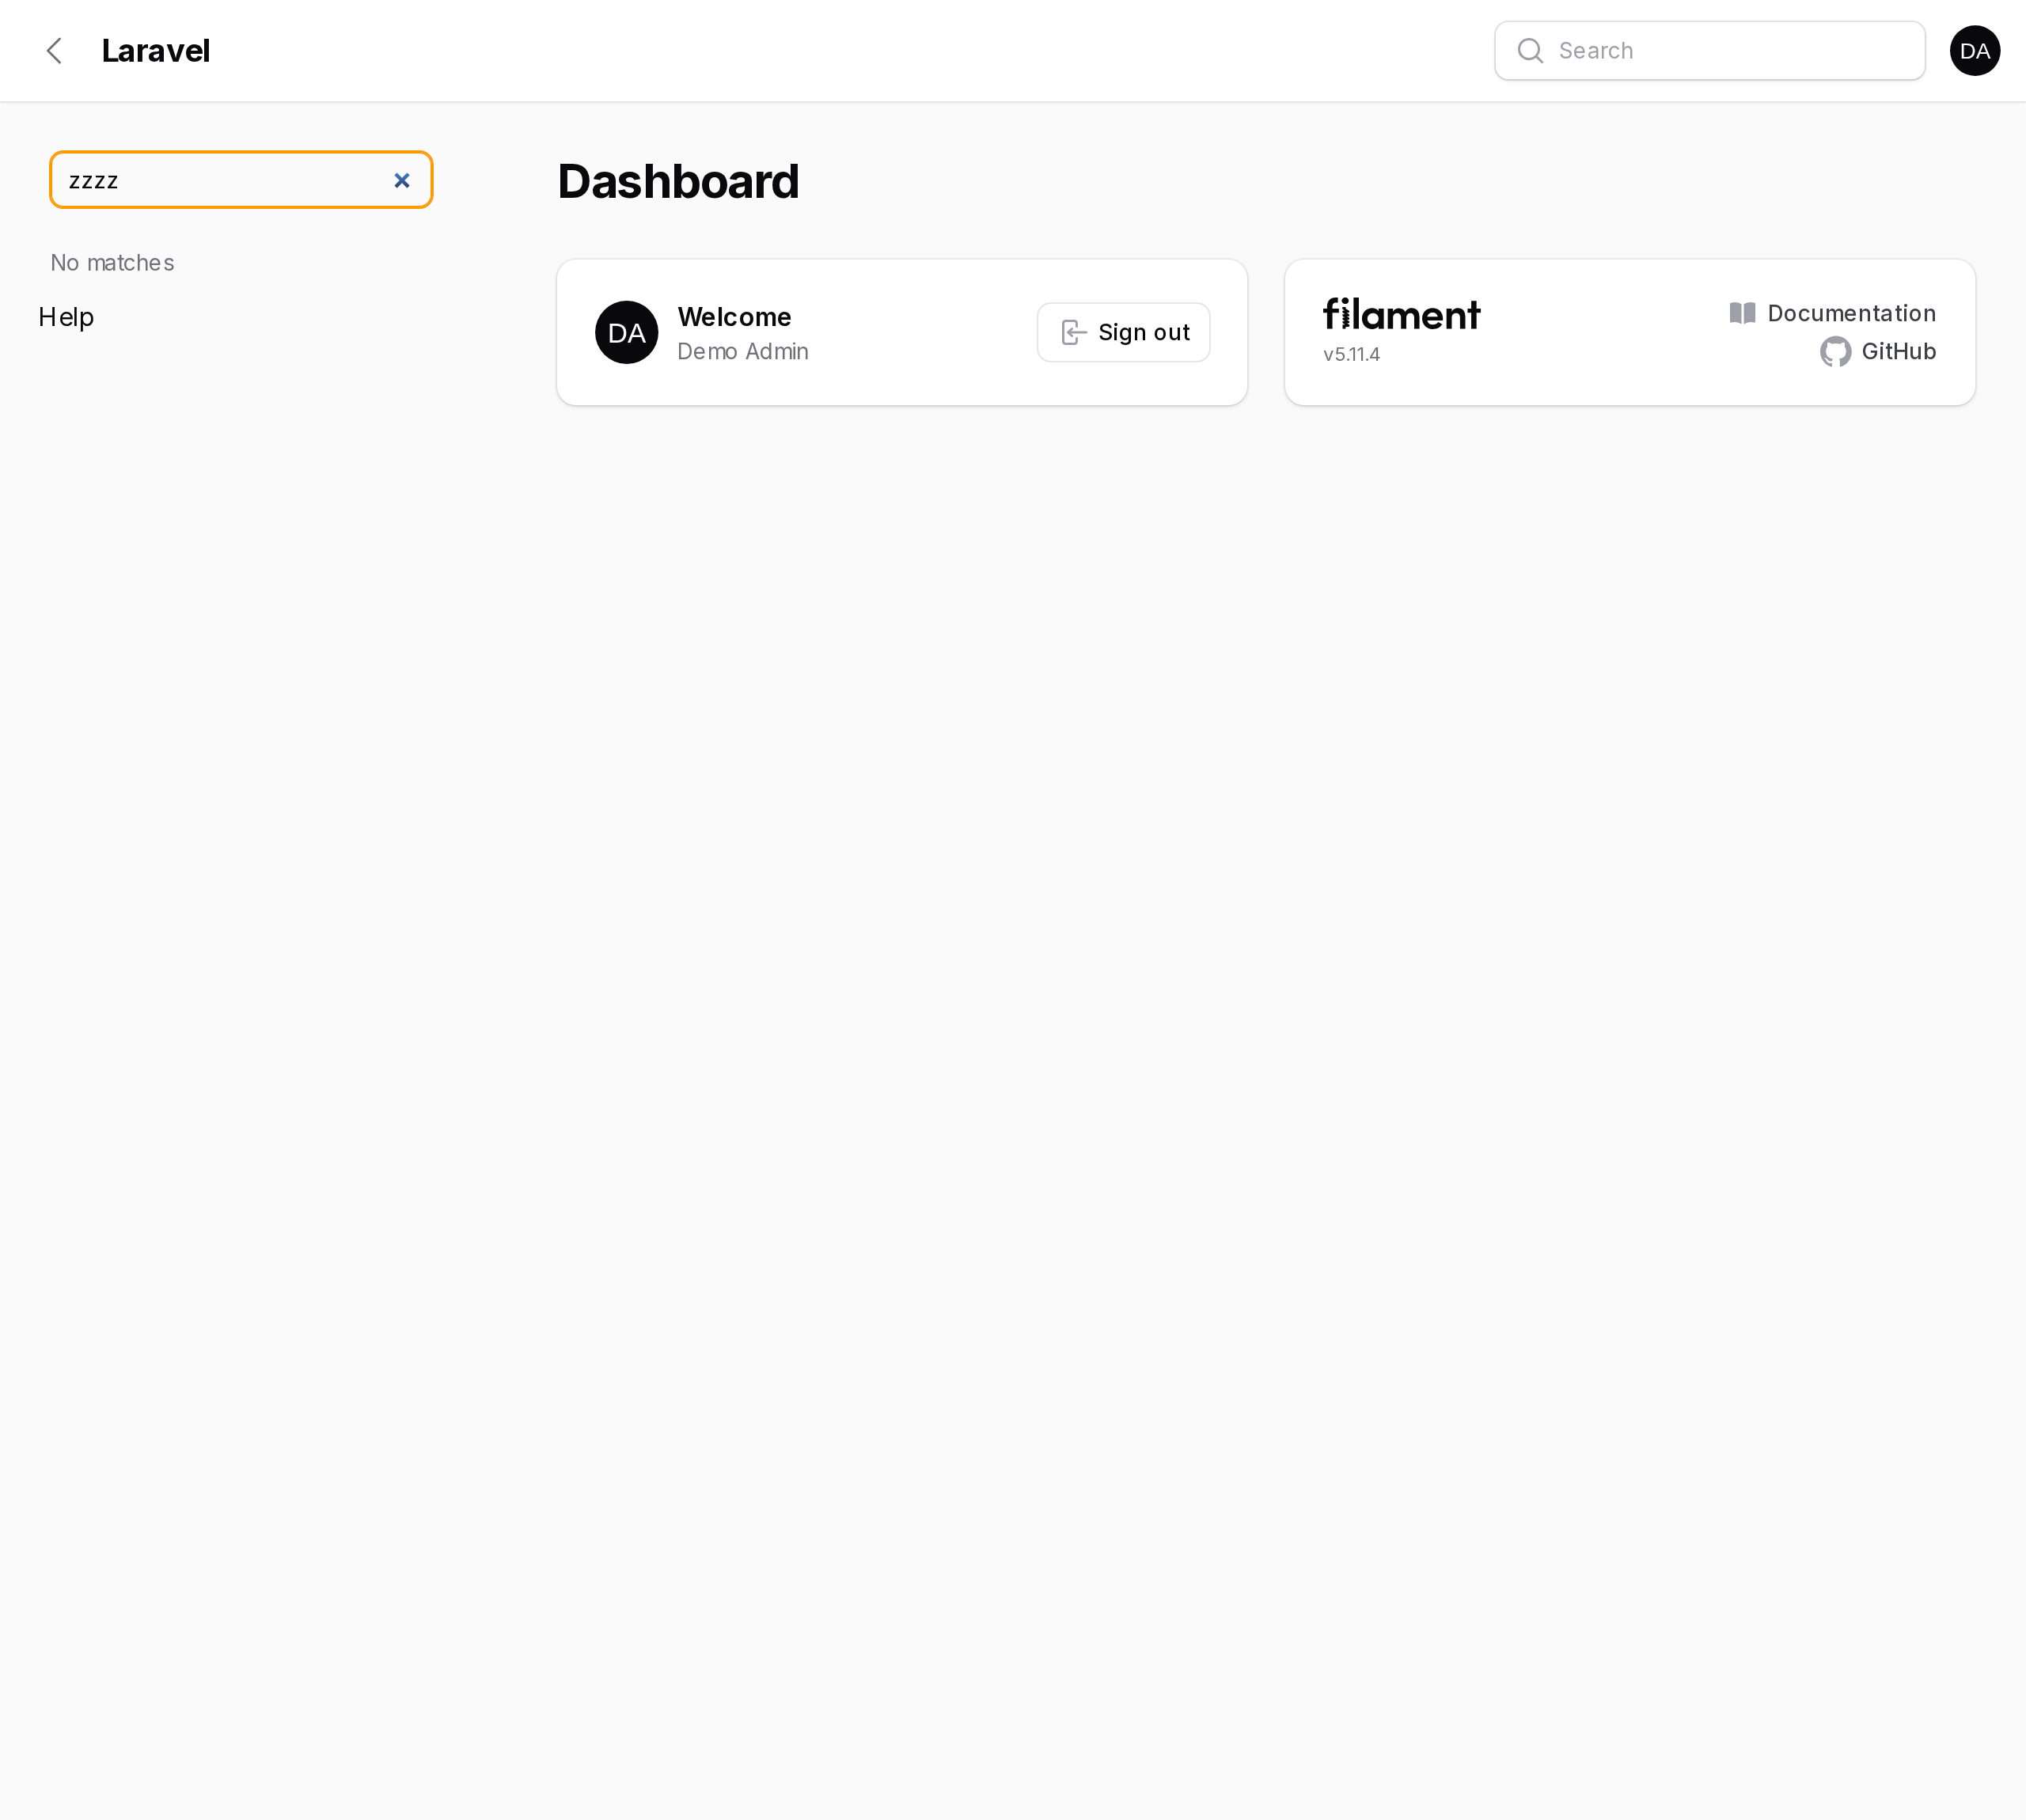 Laravel
Search
DA
zzzz
No matches
Help
Dashboard
DA
Welcome
Demo Admin
Sign out
filament
v5.11.4
Documentation
GitHub